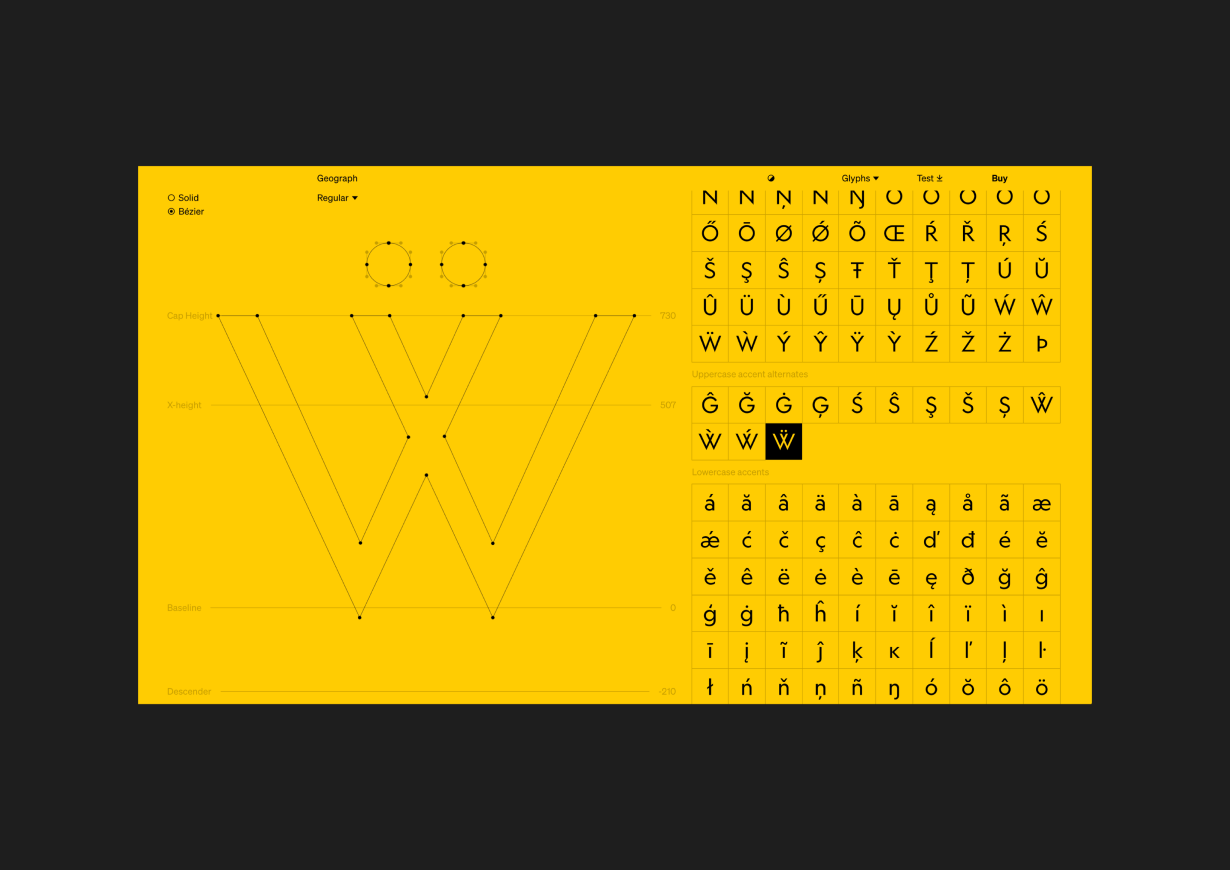 Geograph
Glyphs
Test
Buy
Solid
Bézier
Regular
Cap Height 730
X-height 507
Baseline 0
Descender -210
Ņ Ŋ
Ő Ō Ø Ǿ Õ Œ Ŕ Ř Ŗ Ś
Š Ş Ŝ Ș Ŧ Ť Ţ Ț Ú Ŭ
Û Ü Ù Ű Ū Ų Ů Ũ Ẃ Ŵ
Ẅ Ẁ Ý Ŷ Ÿ Ỳ Ź Ž Ż Þ
Uppercase accent alternates
Ĝ Ğ Ġ Ģ Ś Ŝ Ş Š Ș Ŵ
Ẁ Ẃ Ẅ
Lowercase accents
á ă â ä à ā ą å ã æ
ǽ ć č ç ĉ ċ ď đ é ĕ
ě ê ë ė è ē ę ð ğ ĝ
ģ ġ ħ ĥ í ĭ î ï ì ı
ī į ĩ ĵ ķ ĸ ĺ ľ ļ ŀ
ł ń ň ņ ñ ŋ ó ŏ ô ö